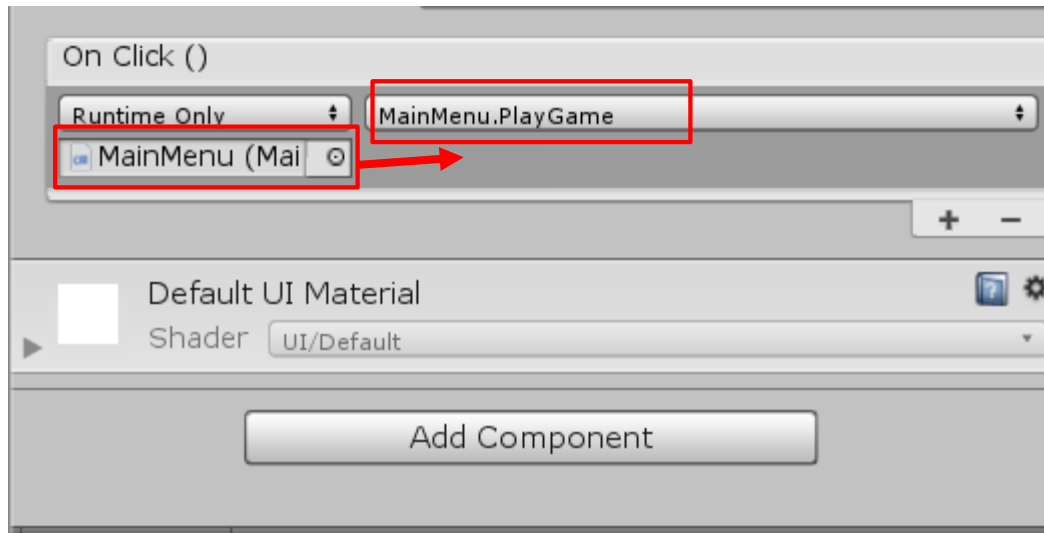 On Click ()
Runtime Only MainMenu.PlayGame
MainMenu (Mai
Default UI Material
Shader UI/Default
Add Component